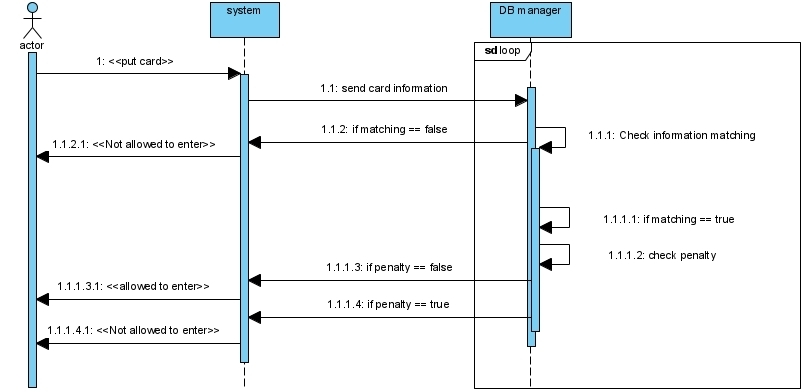 system
DB manager
actor
sd loop
1: <<put card>>
1.1: send card information
1.1.2: if matching == false
1.1.1: Check information matching
1.1.2.1: <<Not allowed to enter>>
1.1.1.1: if matching == true
1.1.1.2: check penalty
1.1.1.3: if penalty == false
1.1.1.3.1: <<allowed to enter>>
1.1.1.4: if penalty == true
1.1.1.4.1: <<Not allowed to enter>>